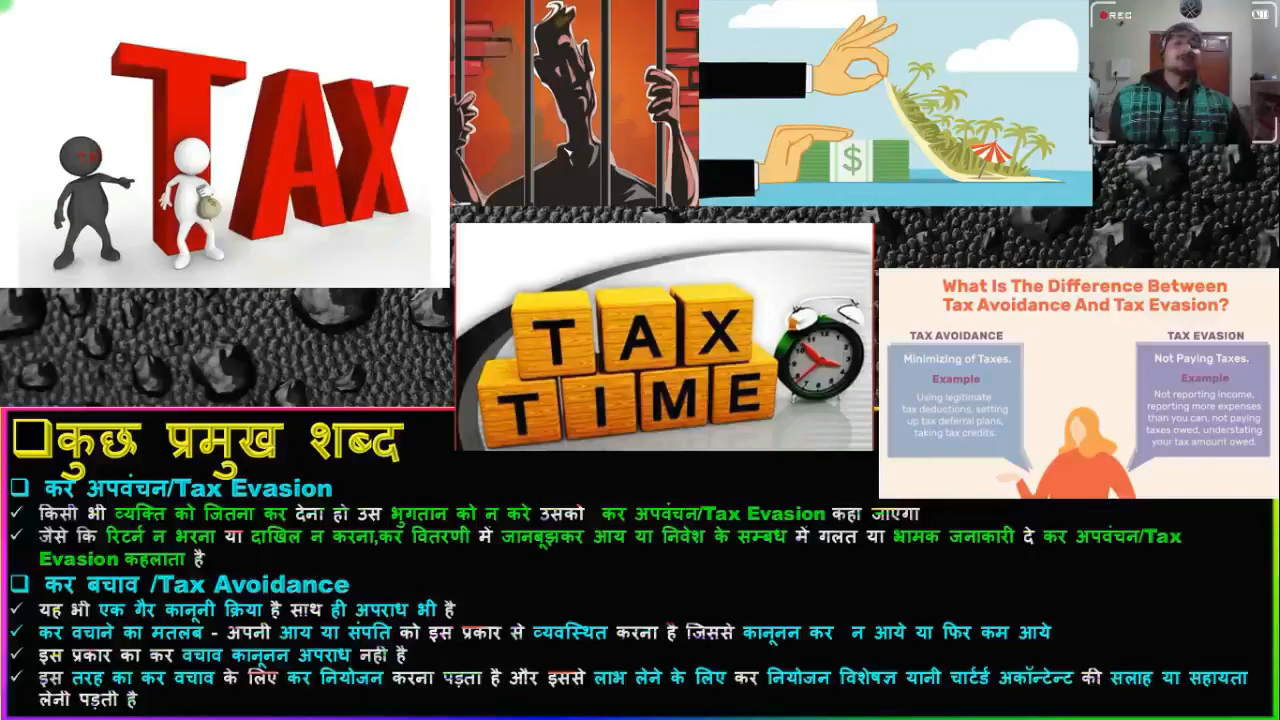 TAX
REC
$
TAX
TIME
What Is The Difference Between
Tax Avoidance And Tax Evasion?
TAX AVOIDANCE
Minimizing of Taxes.
Example
Using legitimate
tax deductions, setting
up tax deferral plans,
taking tax credits.
TAX EVASION
Not Paying Taxes.
Example
Not reporting income,
reporting more expenses
than you can, not paying
taxes owed, understating
your tax amount owed.
कुछ प्रमुख शब्द
कर अपवंचन/Tax Evasion
किसी भी व्यक्ति को जितना कर देना हो उस भुगतान को न करे उसको कर अपवंचन/Tax Evasion कहा जाएगा
जैसे कि रिटर्न न भरना या दाखिल न करना,कर वितरणी में जानबूझकर आय या निवेश के सम्बध में गलत या भ्रामक जनाकारी दे कर अपवंचन/Tax
Evasion कहलाता है
कर बचाव /Tax Avoidance
यह भी एक गैर कानूनी क्रिया है साथ ही अपराध भी है
कर वचाने का मतलब - अपनी आय या संपति को इस प्रकार से व्यवस्थित करना है जिससे कानूनन कर न आये या फिर कम आये
इस प्रकार का कर वचाव कानूनन अपराध नही है
इस तरह का कर वचाव के लिए कर नियोजन करना पड़ता है और इससे लाभ लेने के लिए कर नियोजन विशेषज्ञ यानी चार्टर्ड अकॉन्टेन्ट की सलाह या सहायता
लेनी पड़ती है